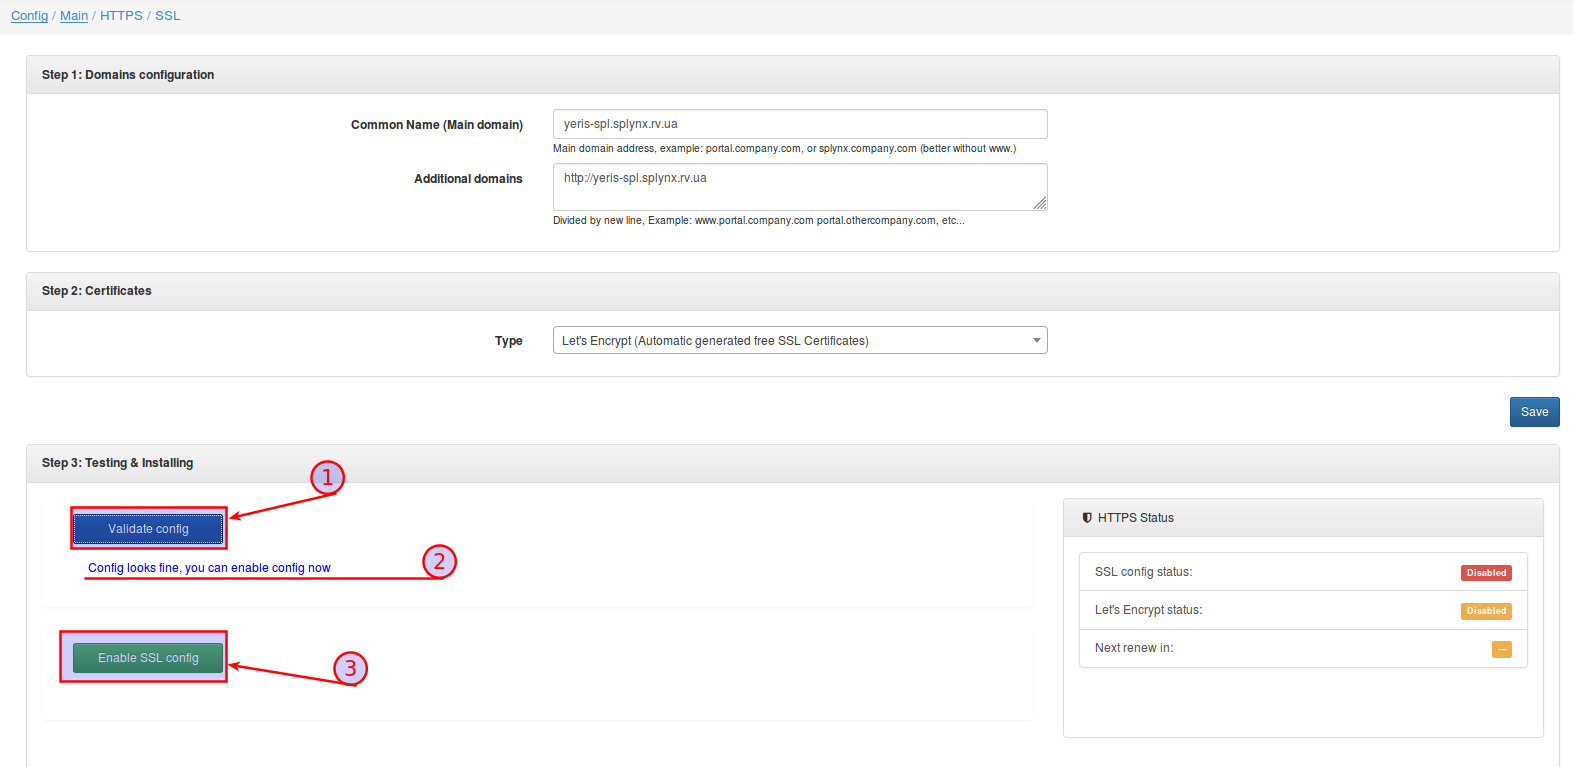 Config / Main / HTTPS / SSL
Step 1: Domains configuration
Common Name (Main domain)
yeris-spl.splynx.rv.ua
Main domain address, example: portal.company.com, or splynx.company.com (better without www.)
Additional domains
http://yeris-spl.splynx.rv.ua
Divided by new line, Example: www.portal.company.com portal.othercompany.com, etc...
Step 2: Certificates
Type
Let's Encrypt (Automatic generated free SSL Certificates)
Save
Step 3: Testing & Installing
1
Validate config
2
Config looks fine, you can enable config now
Enable SSL config
3
HTTPS Status
SSL config status: Disabled
Let's Encrypt status: Disabled
Next renew in: —